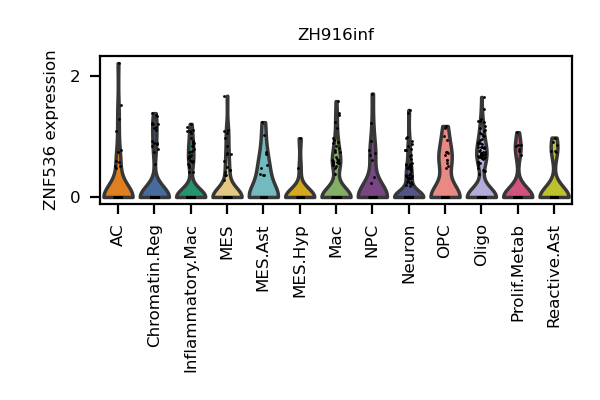 ZH916inf
ZNF536 expression
2
0
AC
Chromatin.Reg
Inflammatory.Mac
MES
MES.Ast
MES.Hyp
Mac
NPC
Neuron
OPC
Oligo
Prolif.Metab
Reactive.Ast